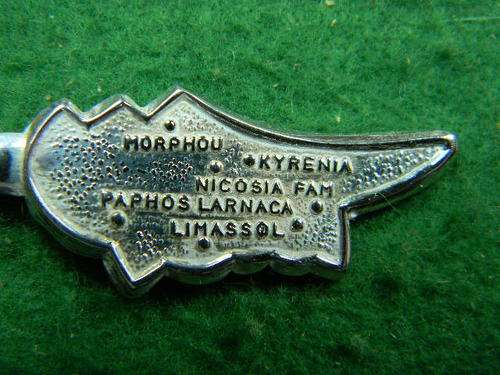 MORPHOU
KYRENIA
NICOSIA FAM
PAPHOS LARNACA
LIMASSOL